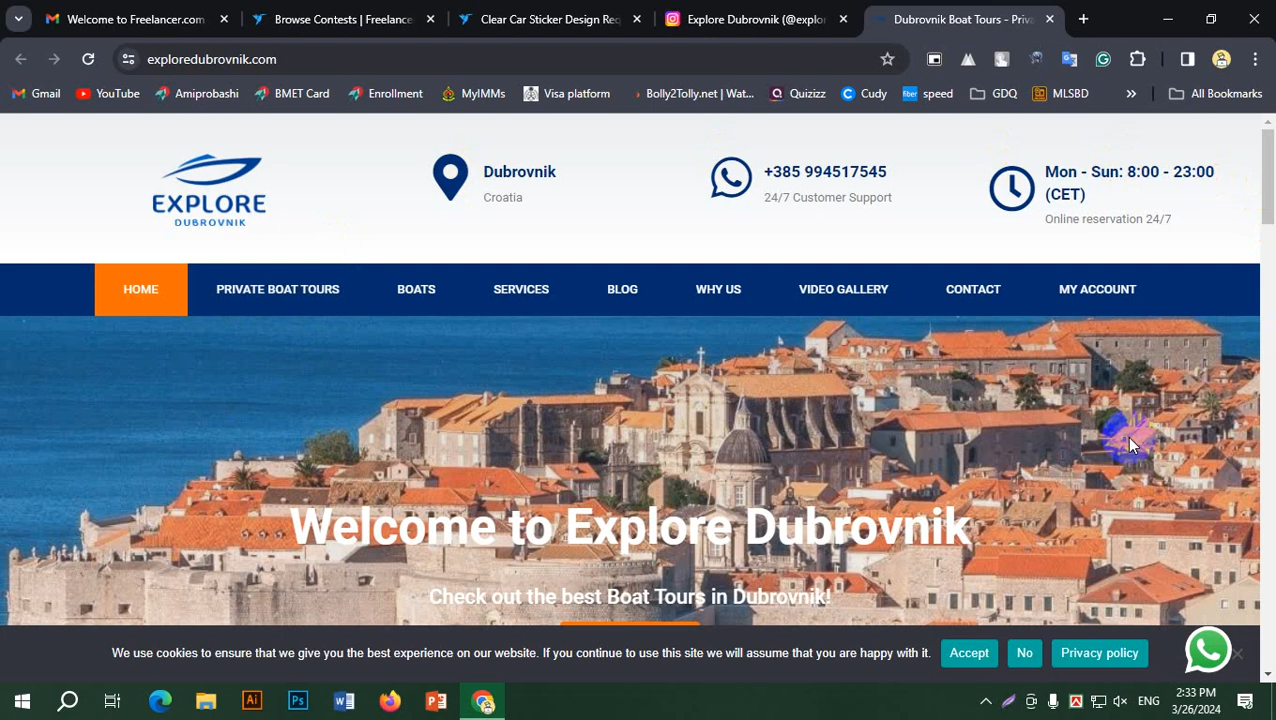 Welcome to Freelancer.com
Browse Contests | Freelance
Clear Car Sticker Design Req
Explore Dubrovnik (@explor
Dubrovnik Boat Tours - Priva
exploredubrovnik.com
Gmail
YouTube
Amiprobashi
BMET Card
Enrollment
MyIMMs
Visa platform
Bolly2Tolly.net | Wat...
Quizizz
Cudy
fiber speed
GDQ
MLSBD
All Bookmarks
EXPLORE
DUBROVNIK
Dubrovnik
Croatia
+385 994517545
24/7 Customer Support
Mon - Sun: 8:00 - 23:00
(CET)
Online reservation 24/7
HOME
PRIVATE BOAT TOURS
BOATS
SERVICES
BLOG
WHY US
VIDEO GALLERY
CONTACT
MY ACCOUNT
Welcome to Explore Dubrovnik
Check out the best Boat Tours in Dubrovnik!
We use cookies to ensure that we give you the best experience on our website. If you continue to use this site we will assume that you are happy with it.
Accept
No
Privacy policy
Ai
Ps
ENG
2:33 PM
3/26/2024